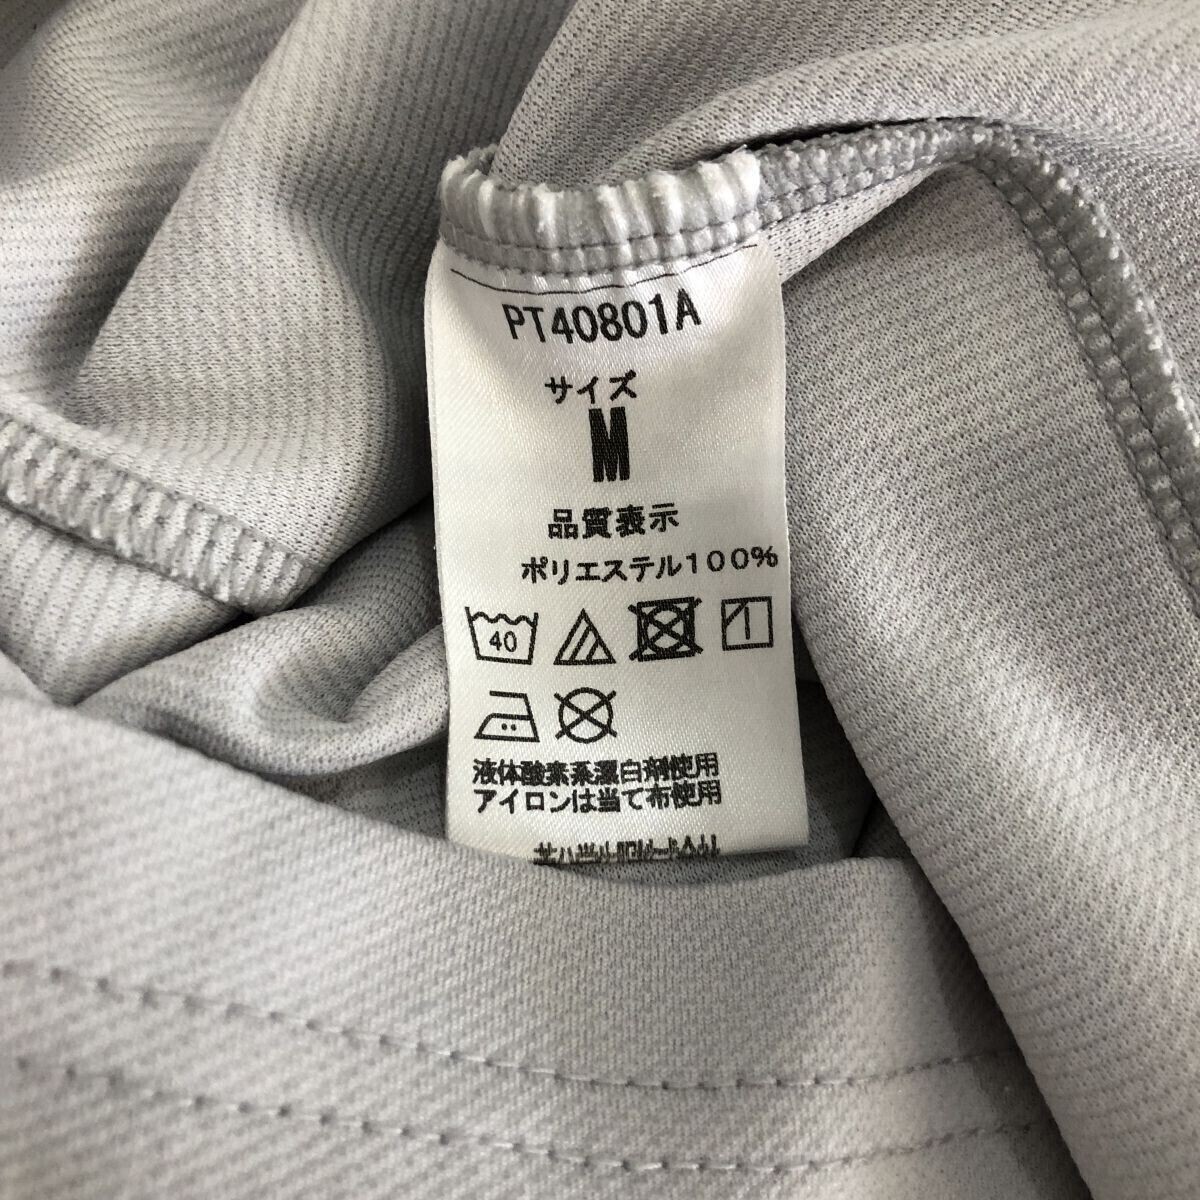 PT40801A
サイズ
M
品質表示
ポリエステル100%
40
液体酸素系漂白剤使用
アイロンは当て布使用